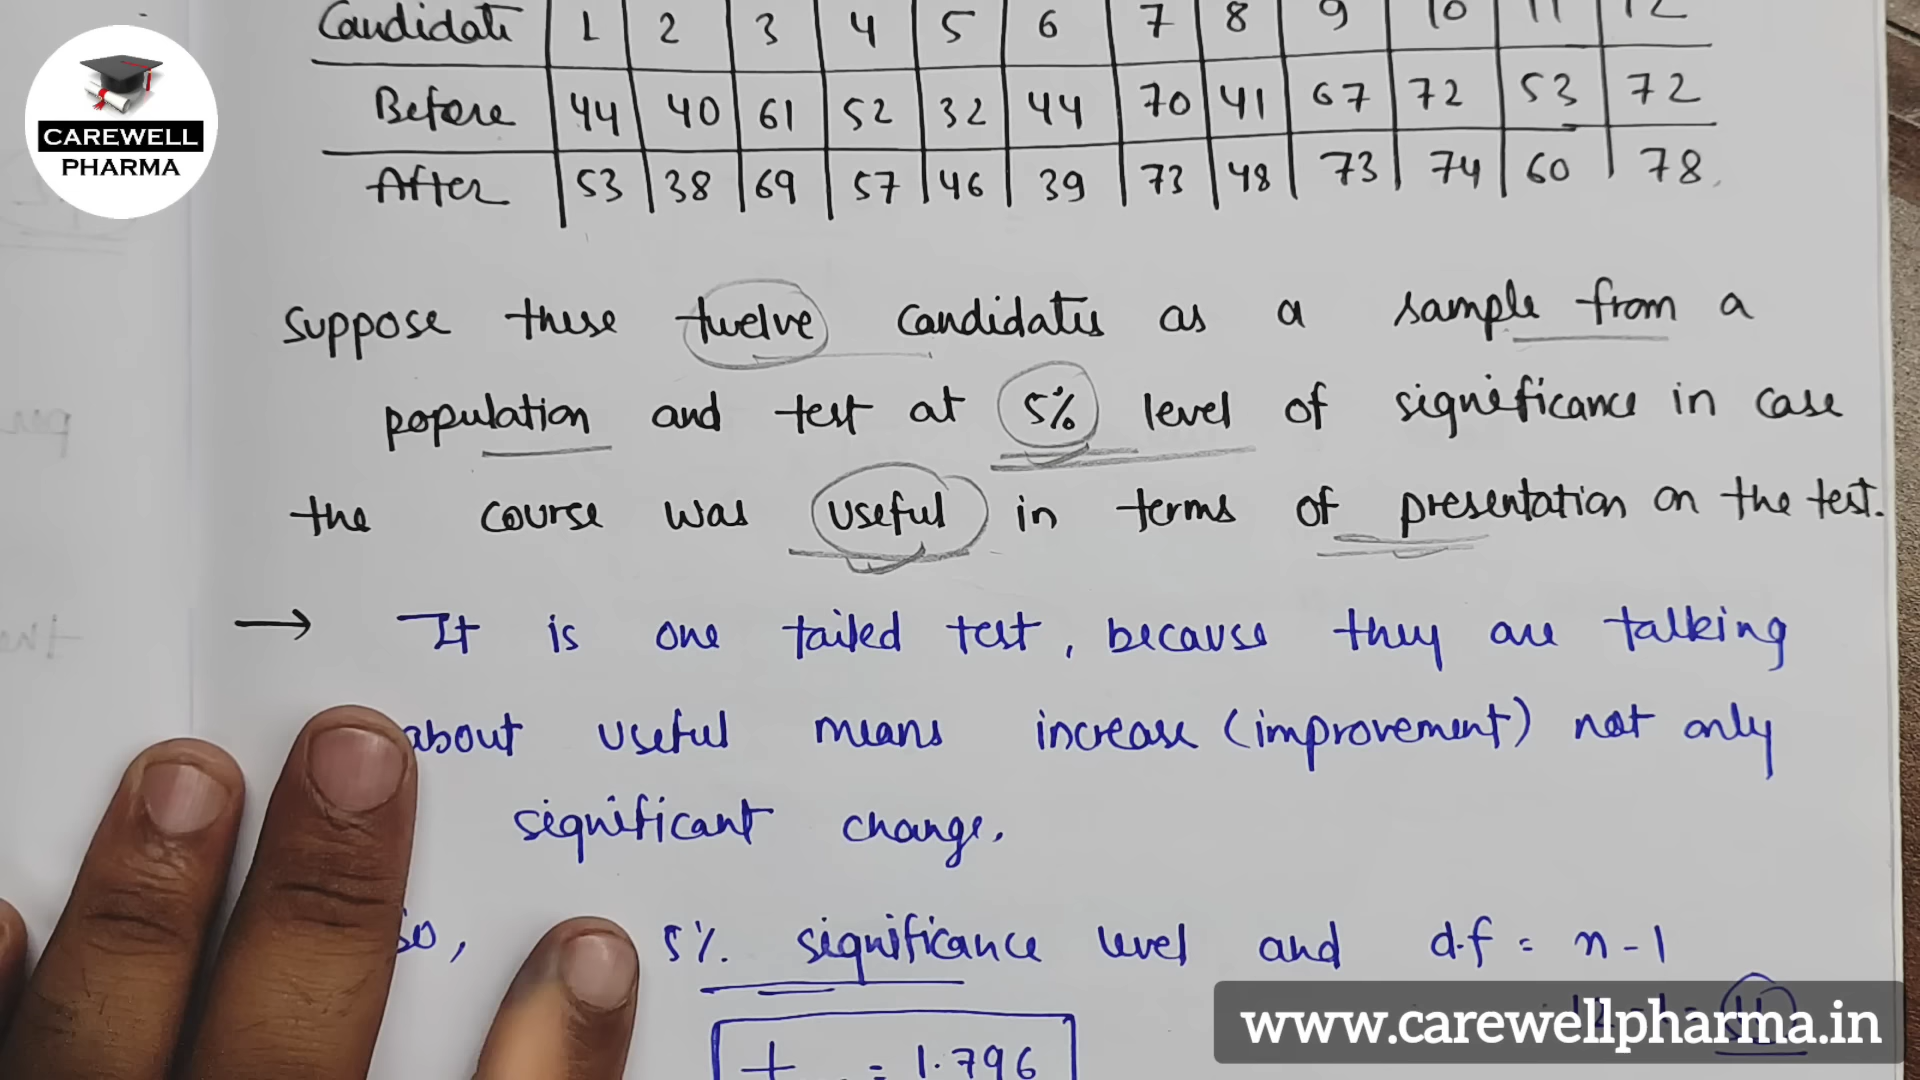 Candidate 1 2 3 4 5 6 7 8 9 10 11 12
Before 44 40 61 52 32 44 70 41 67 72 53 72
After 53 38 69 57 46 39 73 48 73 74 60 78
CAREWELL
PHARMA
Suppose these twelve candidates as a sample from a
population and test at 5% level of significance in case
the course was useful in terms of presentation on the test.
→ It is one tailed test, because they are talking
about useful means increase (improvement) not only
significant change.
So, 5% significance level and d.f = n - 1
www.carewellpharma.in
t = 1.796